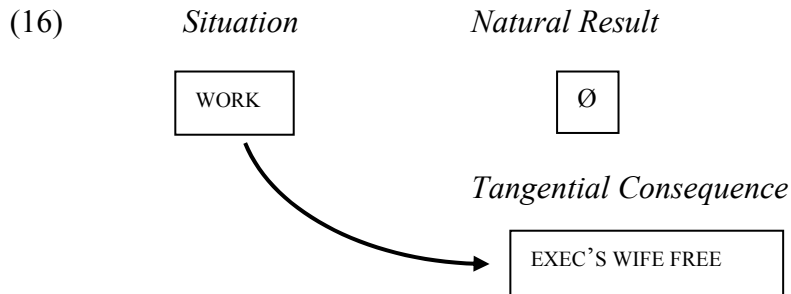 (16) Situation Natural Result
WORK Ø
Tangential Consequence
EXEC’S WIFE FREE